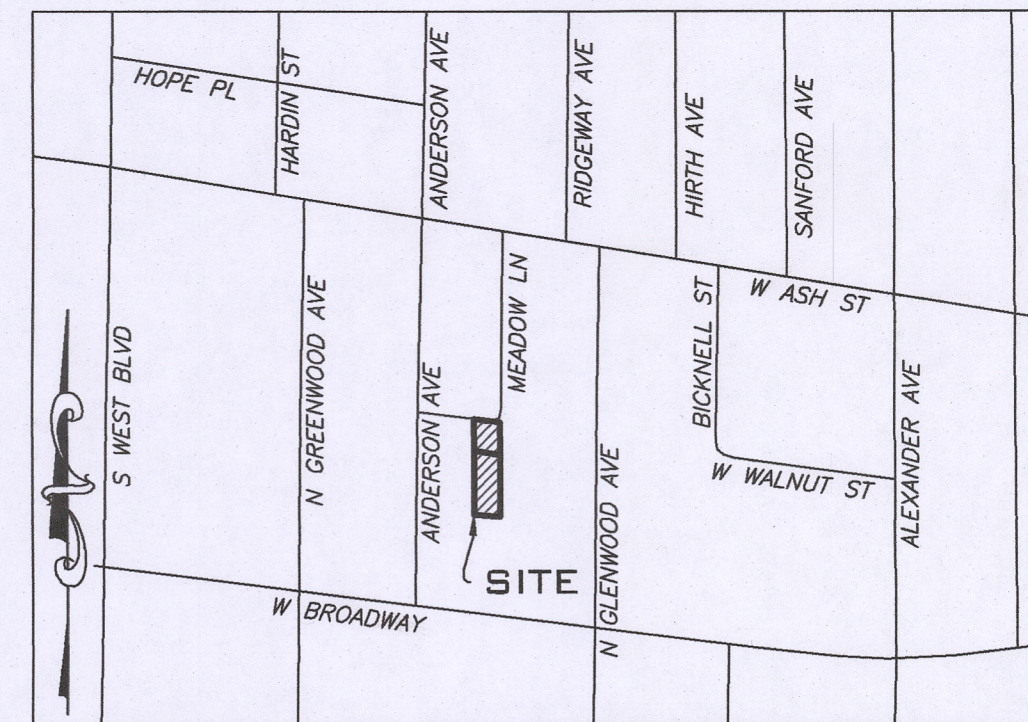 HOPE PL
HARDIN ST
ANDERSON AVE
RIDGEWAY AVE
HIRTH AVE
SANFORD AVE
S WEST BLVD
N GREENWOOD AVE
ANDERSON AVE
MEADOW LN
BICKNELL ST
W ASH ST
W WALNUT ST
ALEXANDER AVE
N GLENWOOD AVE
SITE
W BROADWAY